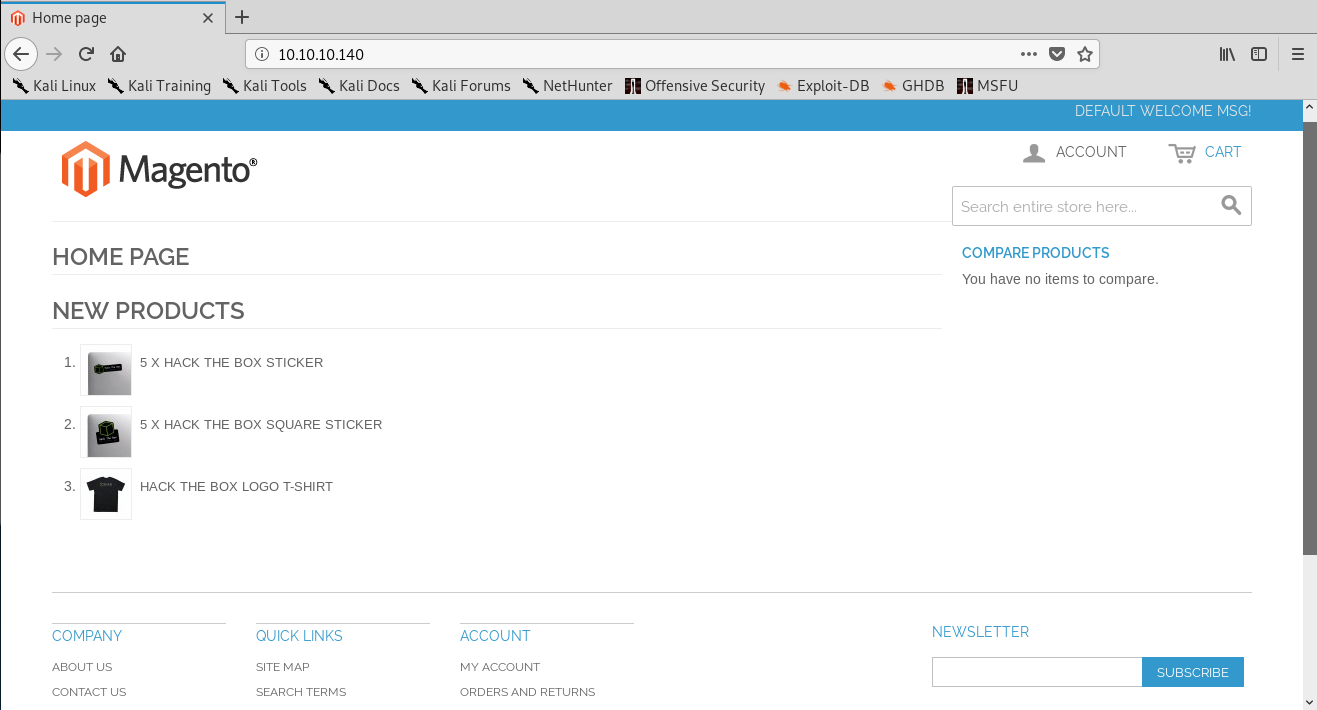 Home page
10.10.10.140
Kali Linux Kali Training Kali Tools Kali Docs Kali Forums NetHunter Offensive Security Exploit-DB GHDB MSFU
DEFAULT WELCOME MSG!
Magento®
ACCOUNT CART
Search entire store here...
HOME PAGE
COMPARE PRODUCTS
You have no items to compare.
NEW PRODUCTS
1. 5 X HACK THE BOX STICKER
2. 5 X HACK THE BOX SQUARE STICKER
3. HACK THE BOX LOGO T-SHIRT
COMPANY
ABOUT US
CONTACT US
QUICK LINKS
SITE MAP
SEARCH TERMS
ACCOUNT
MY ACCOUNT
ORDERS AND RETURNS
NEWSLETTER
SUBSCRIBE